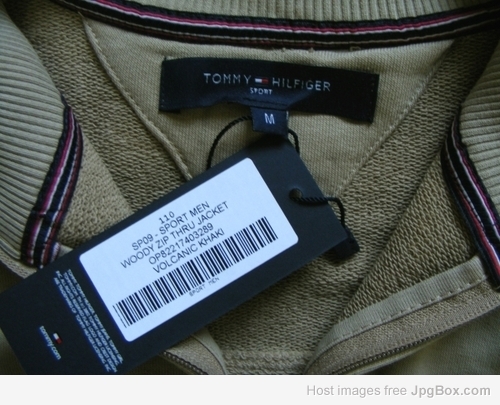 TOMMY HILFIGER
SPORT
M
110
SP09 - SPORT MEN
WOODY ZIP THRU JACKET
OP82217403289
VOLCANIC KHAKI
SPORT MEN
Host images free JpgBox.com